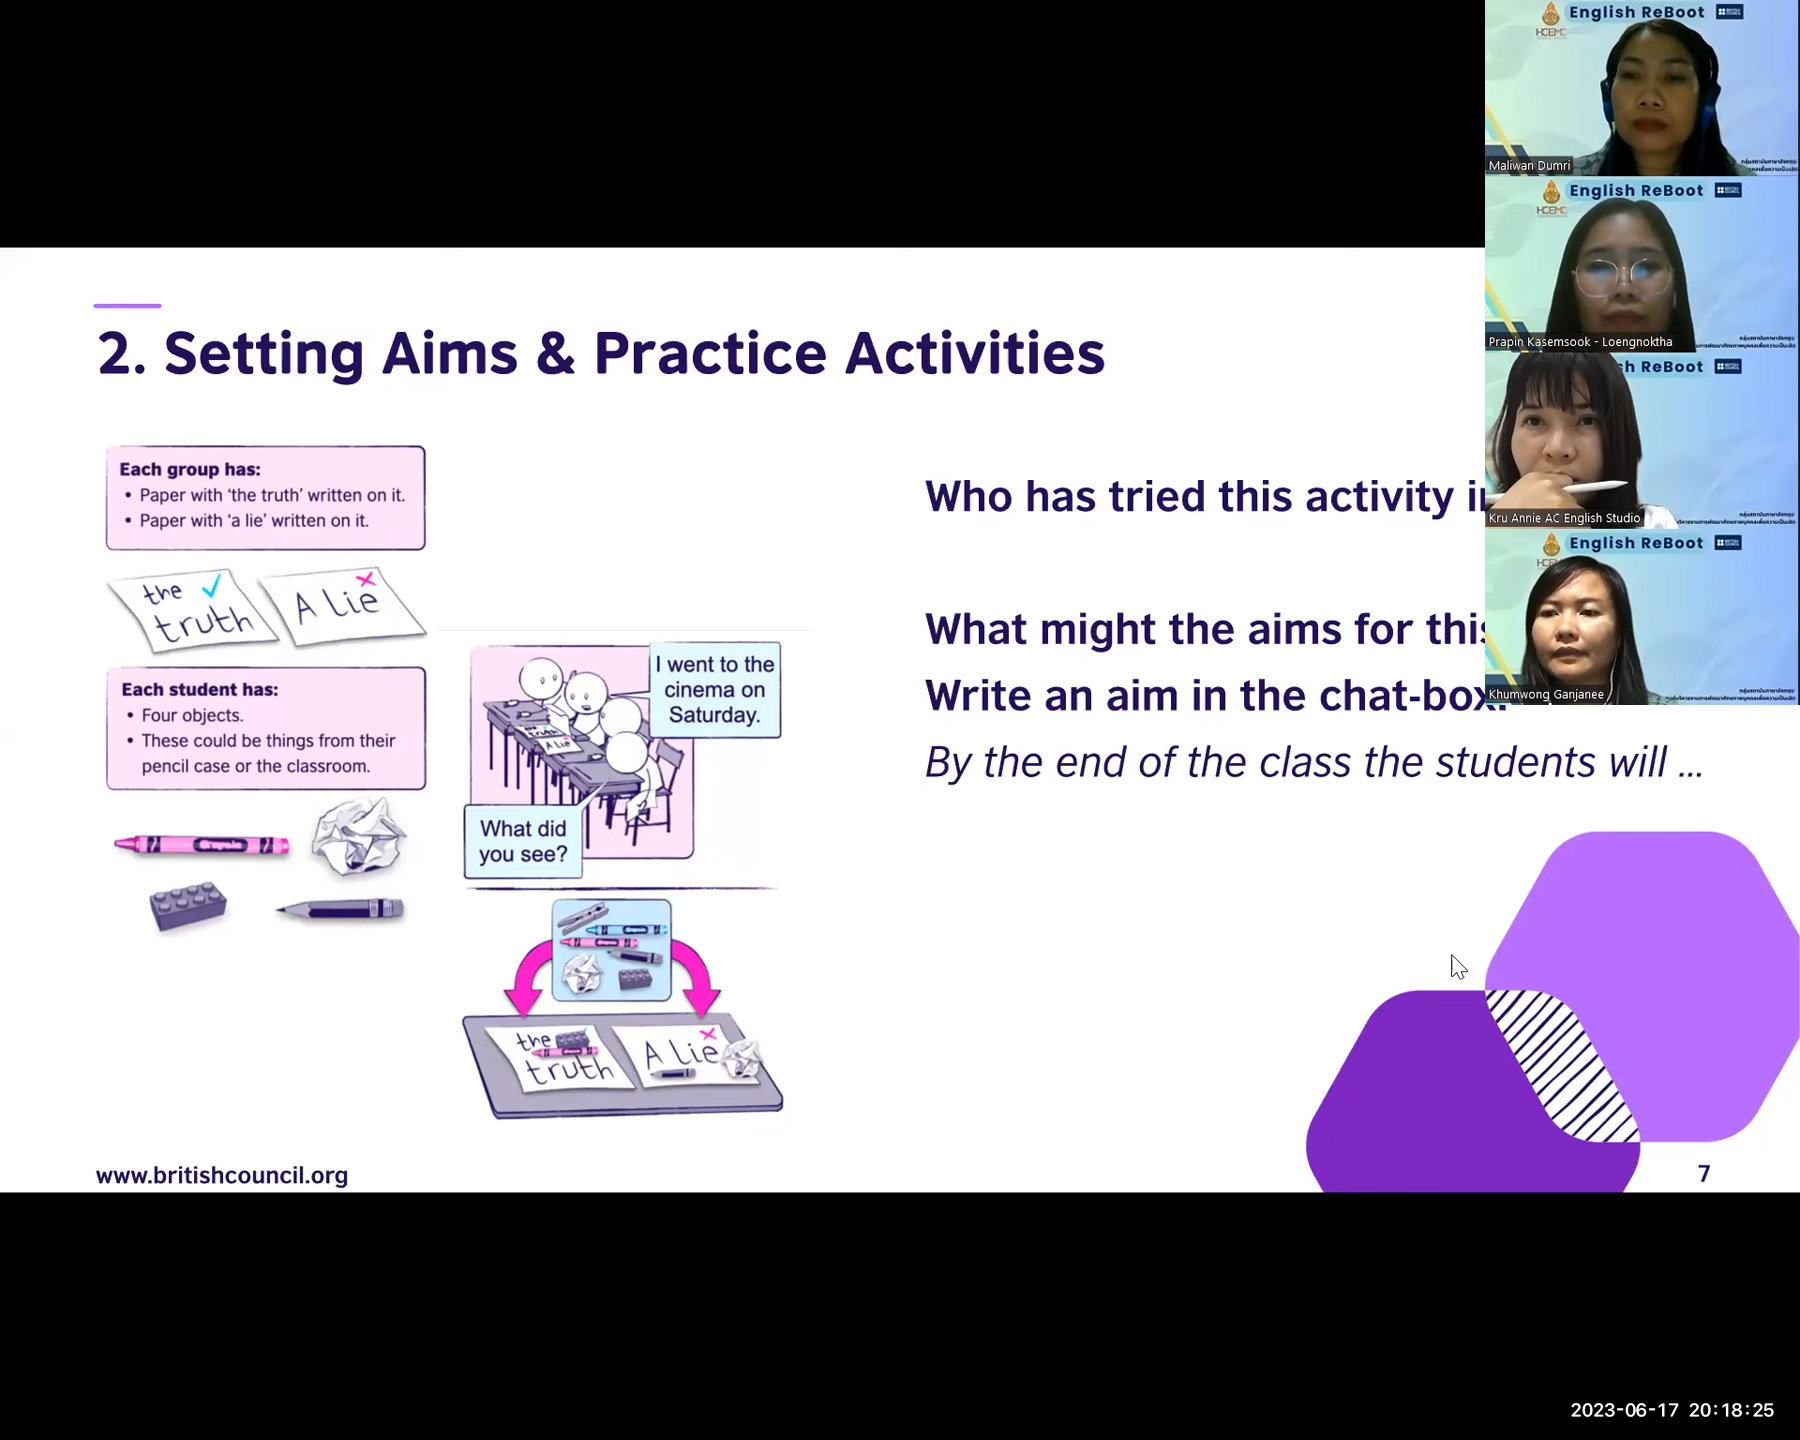 2. Setting Aims & Practice Activities
Each group has:
• Paper with ‘the truth’ written on it.
• Paper with ‘a lie’ written on it.
the
truth
A Lie
Each student has:
• Four objects.
• These could be things from their
pencil case or the classroom.
I went to the
cinema on
Saturday.
What did
you see?
the
truth
A Lie
Who has tried this activity
What might the aims for this
Write an aim in the chat-box.
By the end of the class the students will ...
www.britishcouncil.org
7
English ReBoot
HCEMC
Maliwan Dumri
English ReBoot
HCEMC
Prapin Kasemsook - Loengnoktha
sh ReBoot
Kru Annie AC English Studio
English ReBoot
Khumwong Ganjanee
2023-06-17 20:18:25